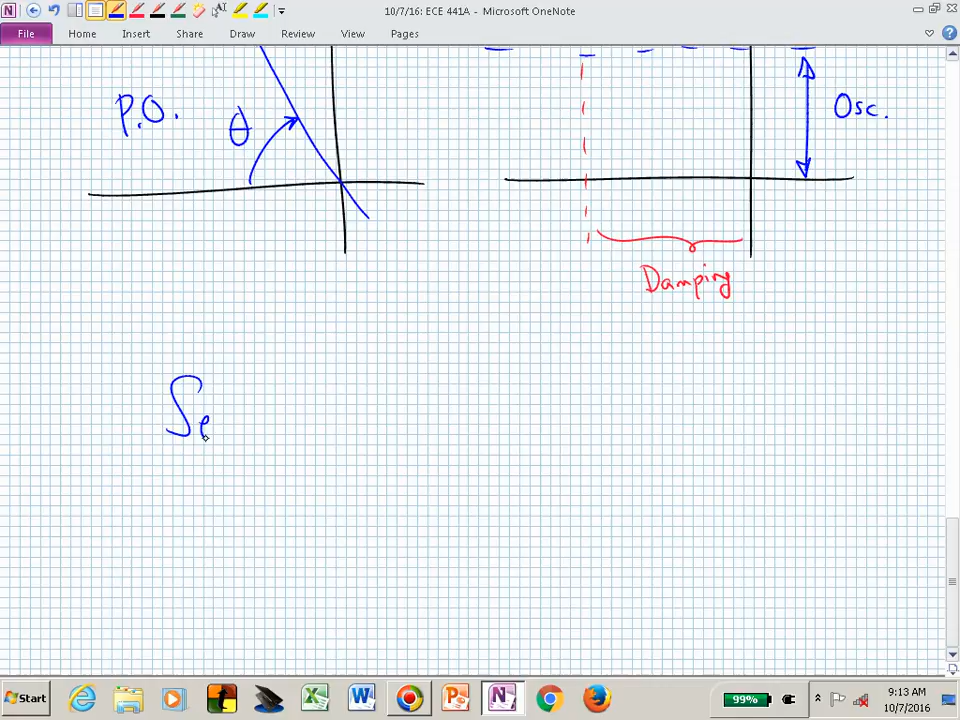 10/7/16: ECE 441A - Microsoft OneNote
File Home Insert Share Draw Review View Pages
P.O.
θ
Osc.
Damping
Se
Start
99%
9:13 AM
10/7/2016